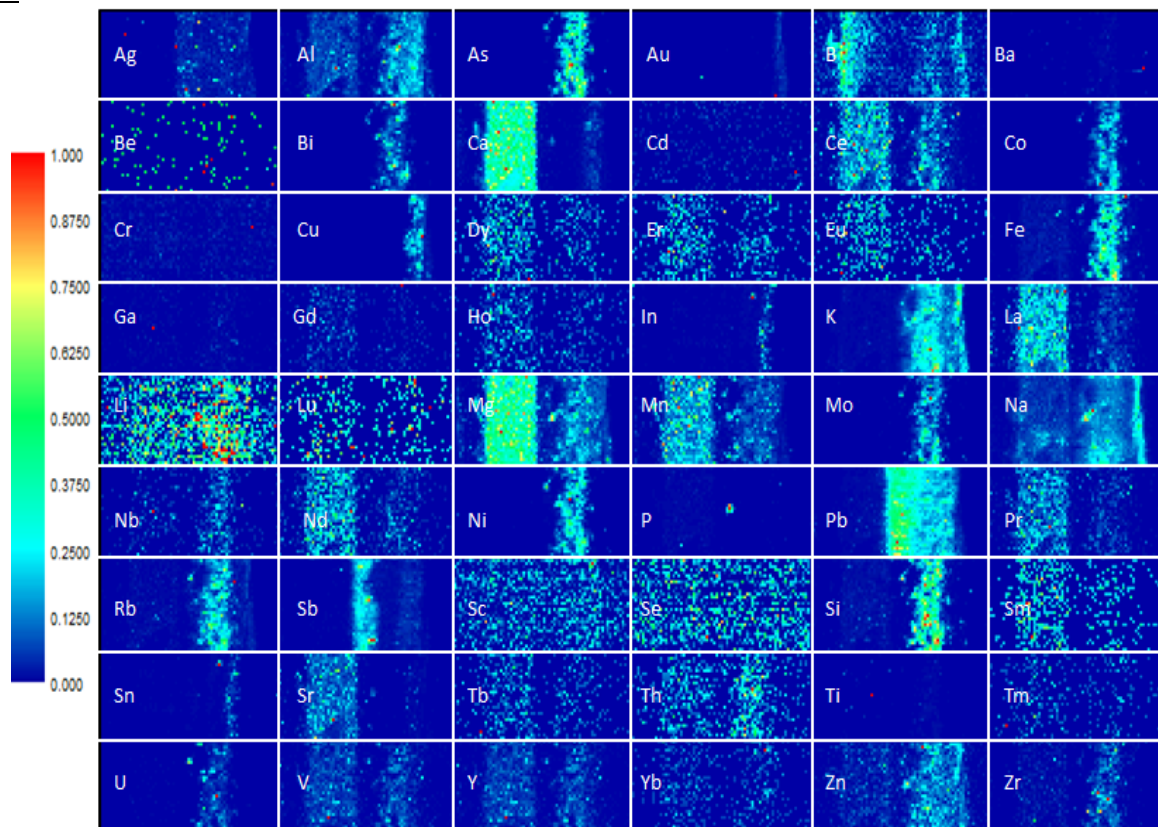 Ag Al As Au B Ba
Be Bi Ca Cd Ce Co
1.000
Cr Cu Dy Er Eu Fe
0.8750
0.7500
Ga Gd Ho In K La
0.6250
Li Lu Mg Mn Mo Na
0.5000
0.3750
Nb Nd Ni P Pb Pr
0.2500
Rb Sb Sc Se Si Sm
0.1250
Sn Sr Tb Th Ti Tm
0.000
U V Y Yb Zn Zr